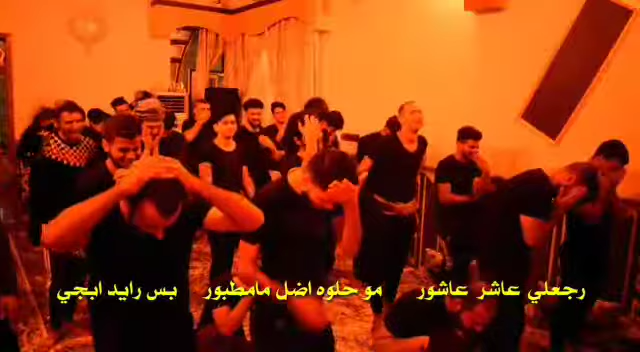 رجعلي عاشر عاشور مو حلوه اضل مامطبور بس رايد ابجي